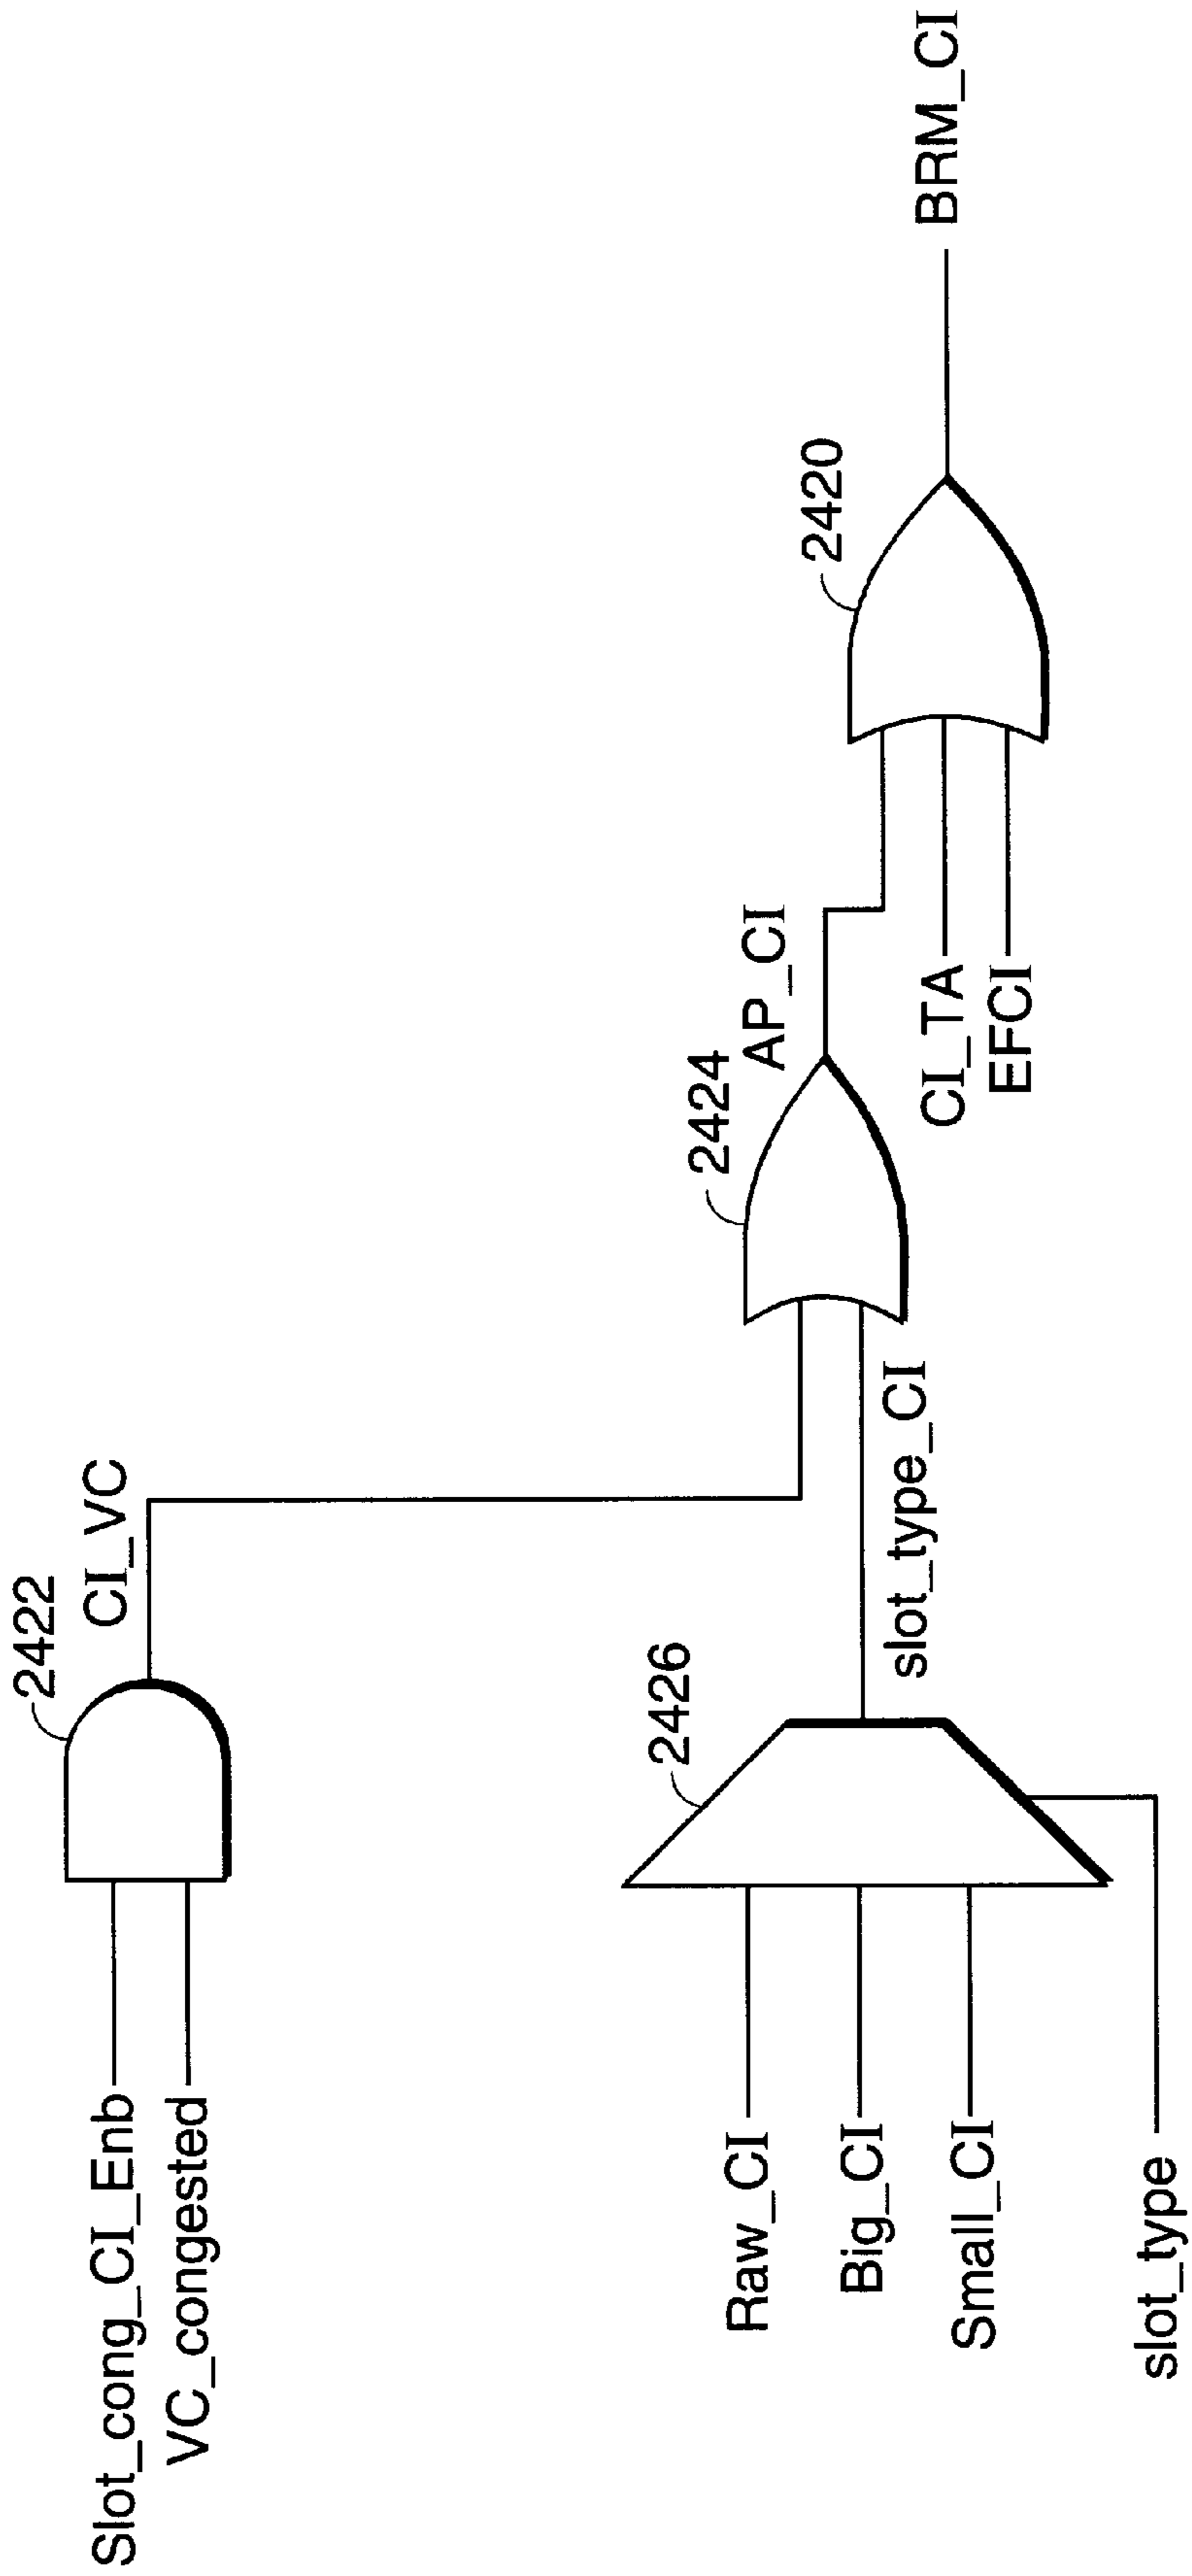 2422
Slot_cong_CI_Enb
CI_VC
VC_congested
2426
2424
2420
AP_CI
BRM_CI
Raw_CI
Big_CI
slot_type_CI
CI_TA
Small_CI
EFCI
slot_type